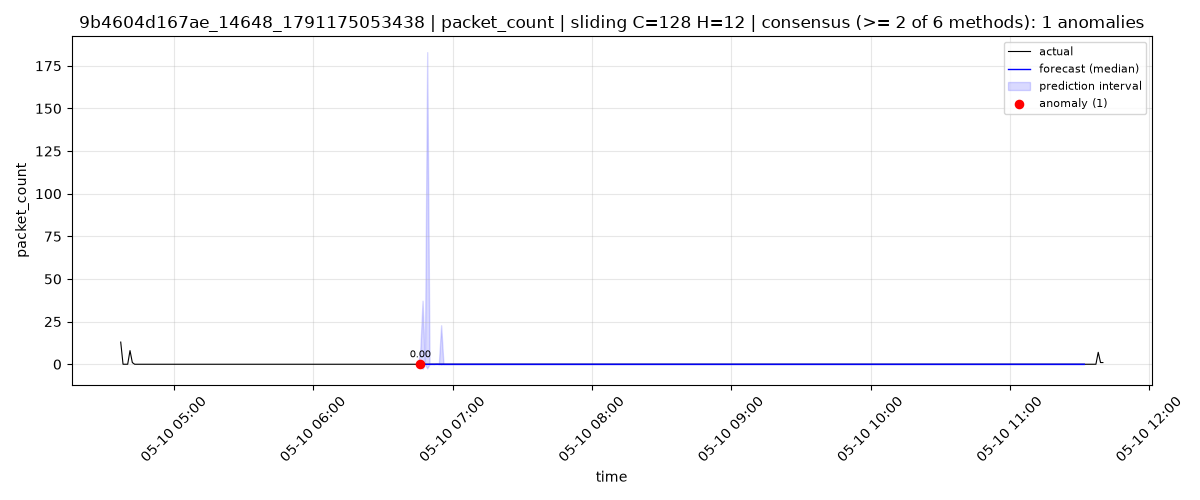 9b4604d167ae_14648_1791175053438 | packet_count | sliding C=128 H=12 | consensus (>= 2 of 6 methods): 1 anomalies
actual
forecast (median)
prediction interval
anomaly (1)
packet_count
175
150
125
100
75
50
25
0
0.00
05-10 05:00
05-10 06:00
05-10 07:00
05-10 08:00
05-10 09:00
05-10 10:00
05-10 11:00
05-10 12:00
time